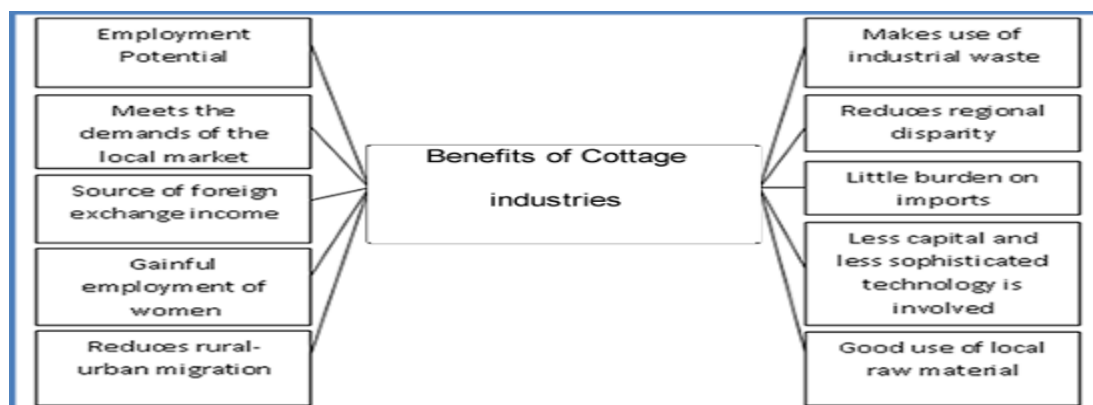 Employment
Potential
Meets the
demands of the
local market
Source of foreign
exchange income
Gainful
employment of
women
Reduces rural-
urban migration
Benefits of Cottage
industries
Makes use of
industrial waste
Reduces regional
disparity
Little burden on
imports
Less capital and
less sophisticated
technology is
involved
Good use of local
raw material